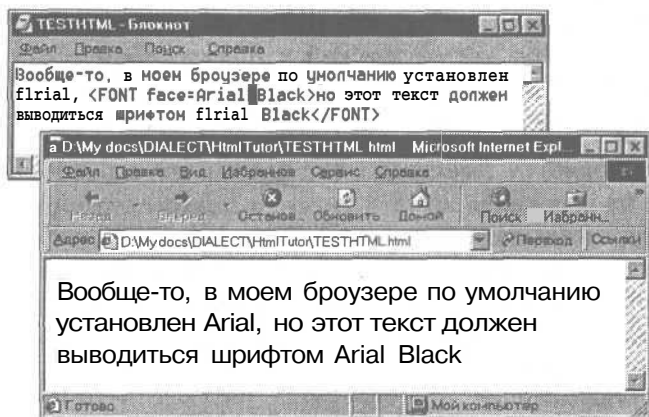 TESTHTML - Блокнот
Файл Правка Поиск Справка
Вообще-то, в моем броузере по умолчанию установлен
flrial, <FONT face=Arial Black>но этот текст должен
выводиться шрифтом flrial Black</FONT>
a D:\My docs\DIALECT\HtmlTutor\TESTHTML html Microsoft Internet Expl...
Файл Правка Вид Избранное Сервис Справка
Назад Вперед Останов... Обновить Домой Поиск Избранн...
Адрес D:\My docs\DIALECT\HtmlTutor\TESTHTML.html Переход Ссылки
Вообще-то, в моем броузере по умолчанию
установлен Arial, но этот текст должен
выводиться шрифтом Arial Black
Готово Мой компьютер